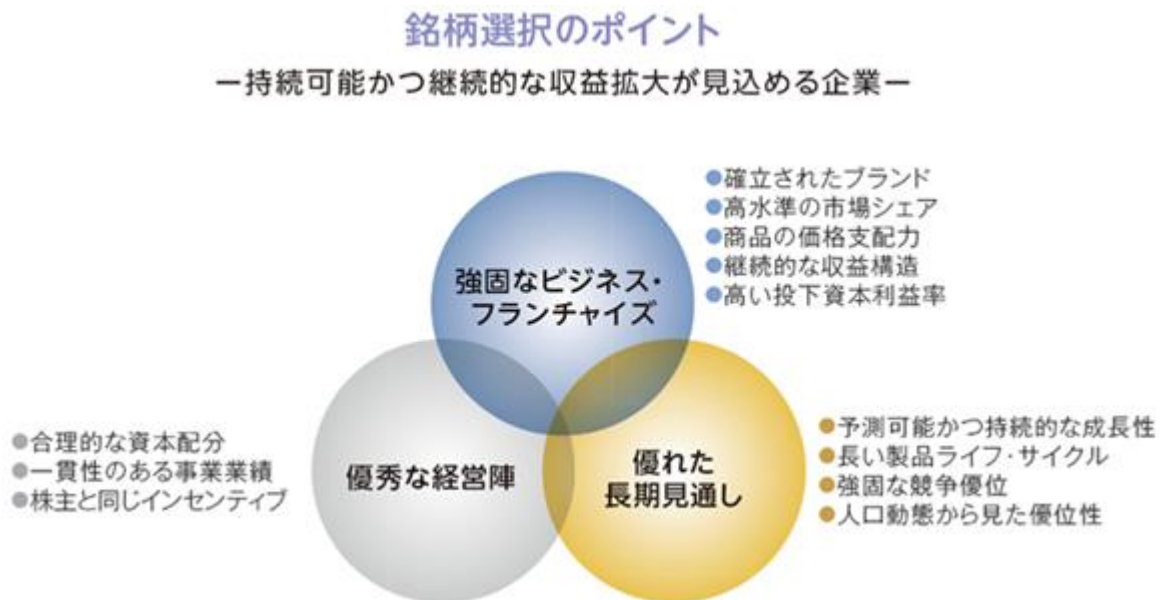 銘柄選択のポイント
ー持続可能かつ継続的な収益拡大が見込める企業ー
強固なビジネス・
フランチャイズ
●確立されたブランド
●高水準の市場シェア
●商品の価格支配力
●継続的な収益構造
●高い投下資本利益率
優秀な経営陣
●合理的な資本配分
●一貫性のある事業業績
●株主と同じインセンティブ
優れた
長期見通し
●予測可能かつ持続的な成長性
●長い製品ライフ・サイクル
●強固な競争優位
●人口動態から見た優位性